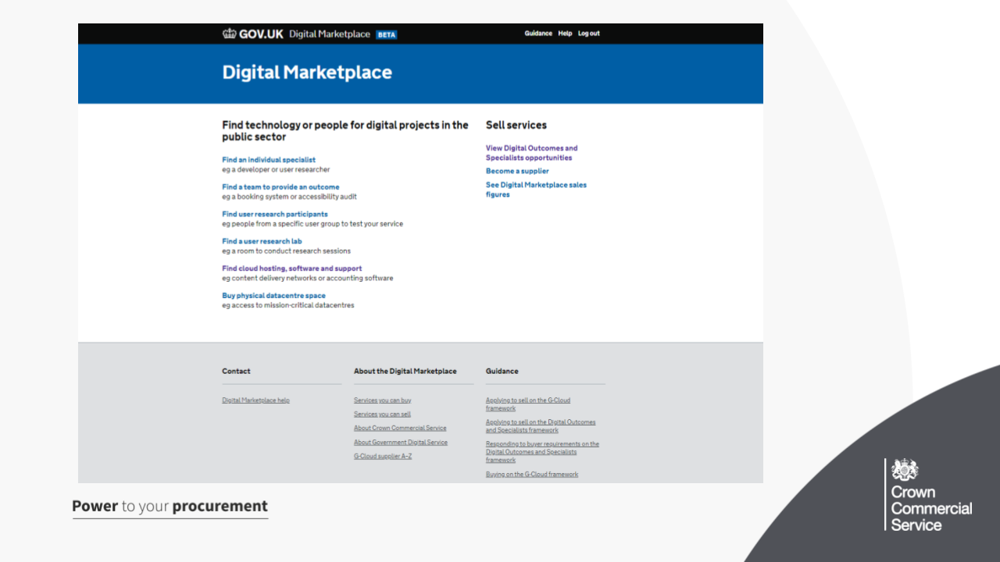 GOV.UK Digital Marketplace BETA
Guidance Help Log out
Digital Marketplace
Find technology or people for digital projects in the
public sector
Find an individual specialist
eg a developer or user researcher
Find a team to provide an outcome
eg a booking system or accessibility audit
Find user research participants
eg people from a specific user group to test your service
Find a user research lab
eg a room to conduct research sessions
Find cloud hosting, software and support
eg content delivery networks or accounting software
Buy physical datacentre space
eg access to mission-critical datacentres
Sell services
View Digital Outcomes and
Specialists opportunities
Become a supplier
See Digital Marketplace sales
figures
Contact
Digital Marketplace help
About the Digital Marketplace
Services you can buy
Services you can sell
About Crown Commercial Service
About Government Digital Service
G-Cloud supplier A–Z
Guidance
Applying to sell on the G-Cloud
framework
Applying to sell on the Digital Outcomes
and Specialists framework
Responding to buyer requirements on the
Digital Outcomes and Specialists
framework
Buying on the G-Cloud framework
Power to your procurement
Crown
Commercial
Service